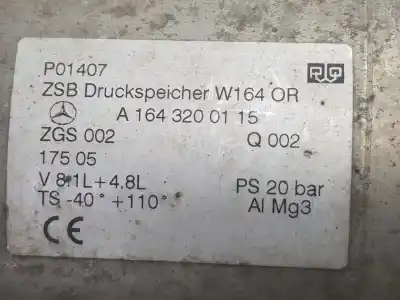 P01407
ZSB Druckspeicher W164 OR
A 164 320 01 15
ZGS 002 Q 002
175 05
V 8.1L+4,8L PS 20 bar
TS -40° +110° Al Mg3
CE